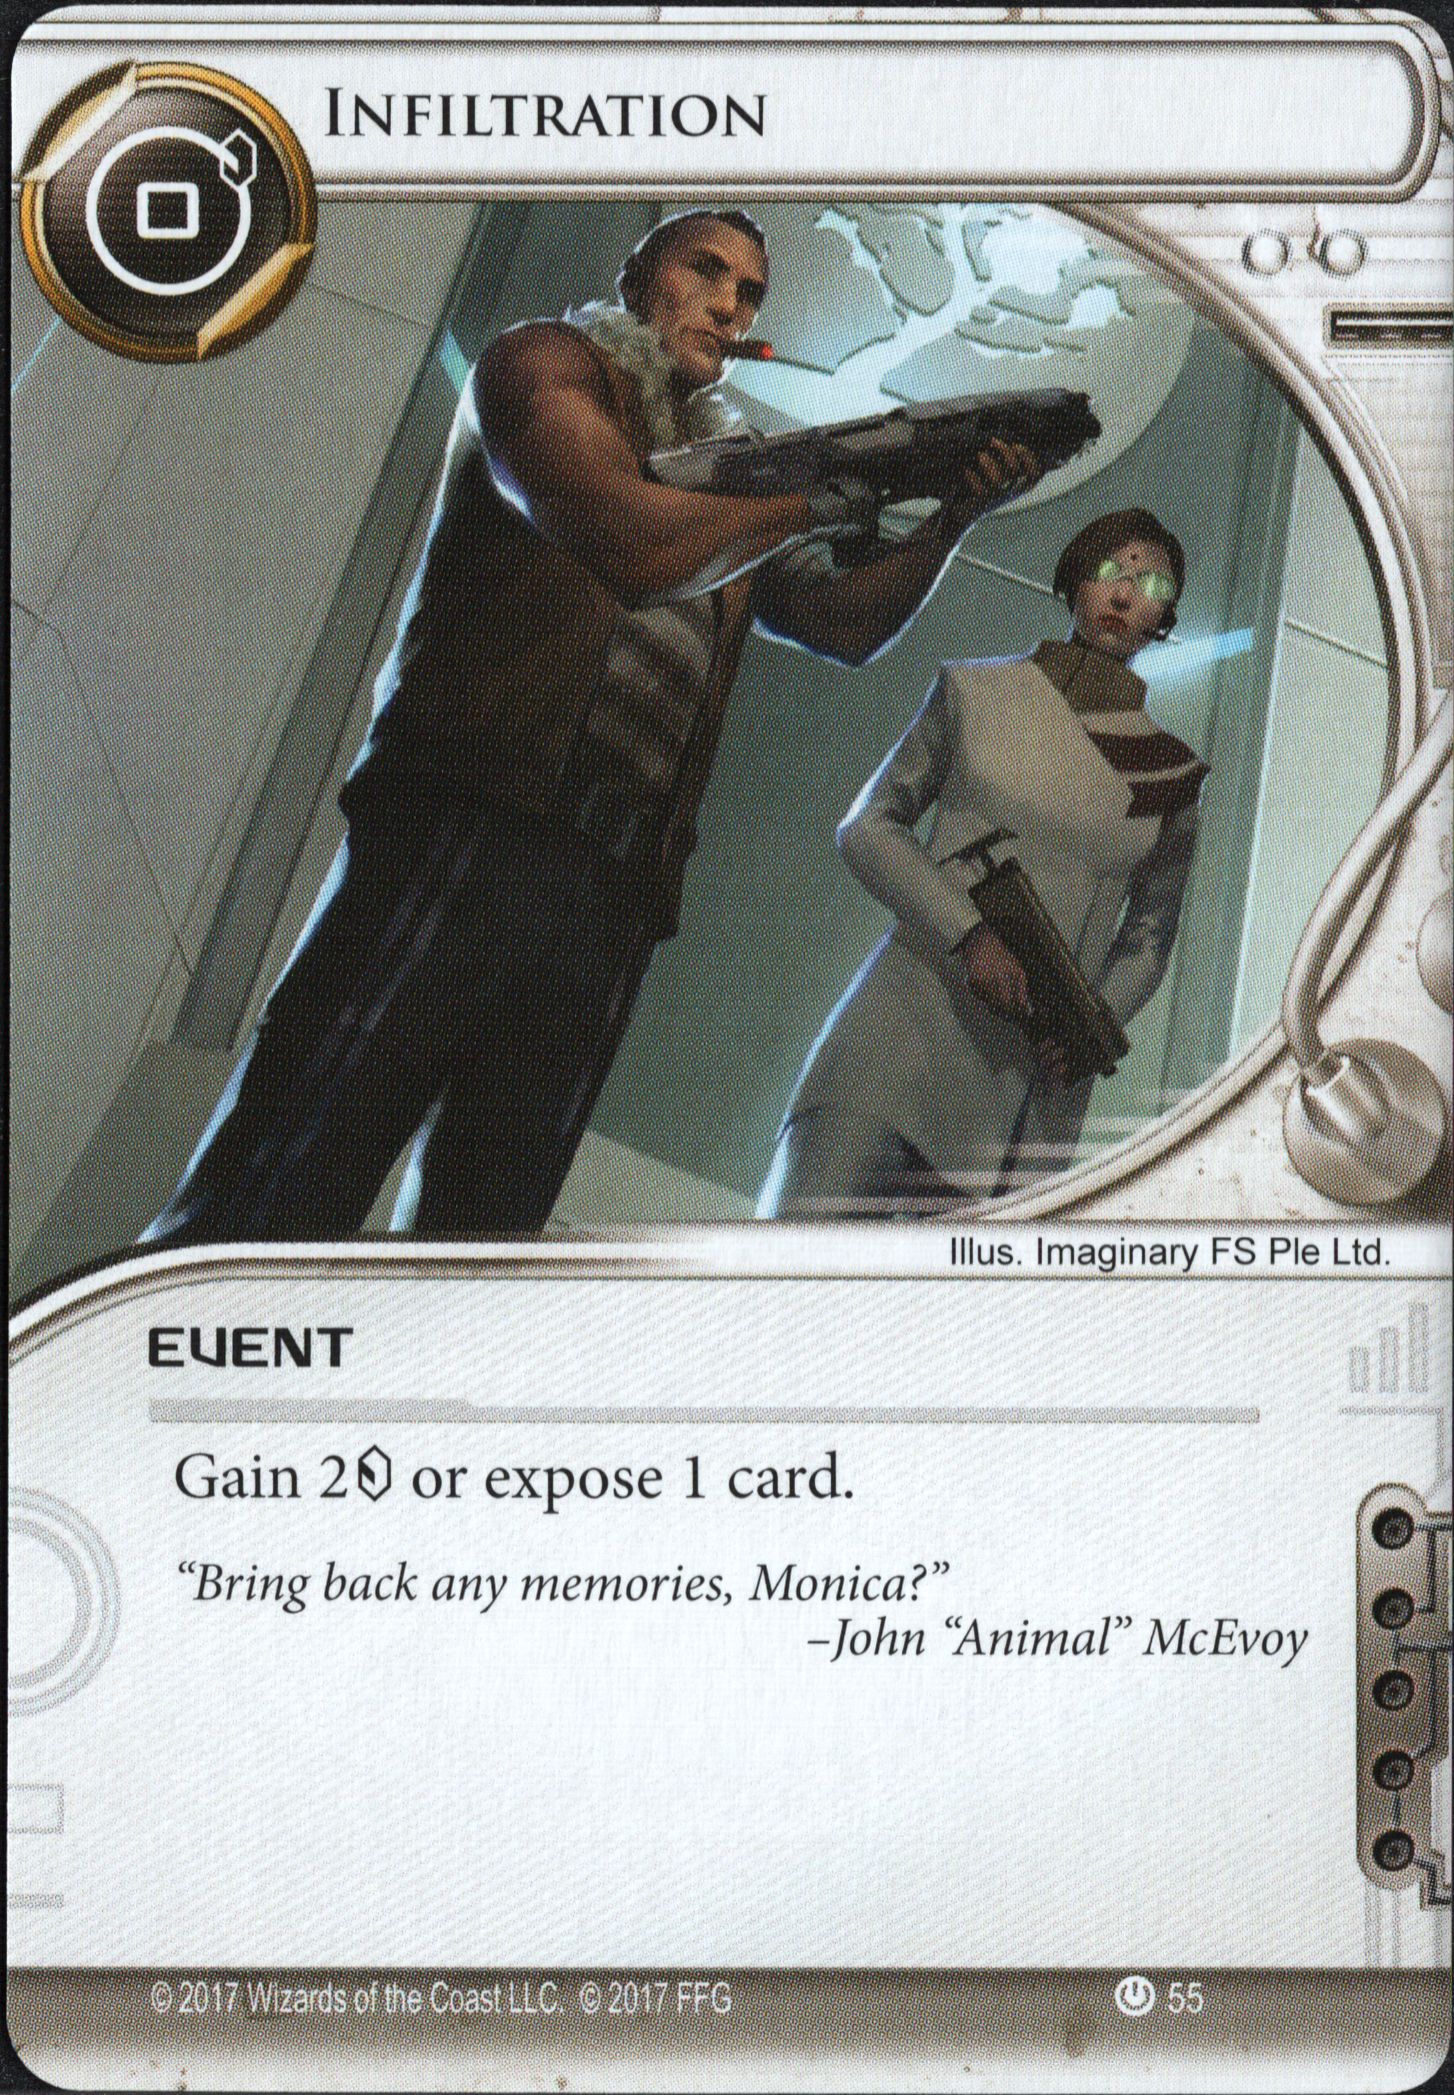 INFILTRATION
0
Illus. Imaginary FS Ple Ltd.
EVENT
Gain 2 or expose 1 card.
“Bring back any memories, Monica?”
–John “Animal” McEvoy
© 2017 Wizards of the Coast LLC. © 2017 FFG
55